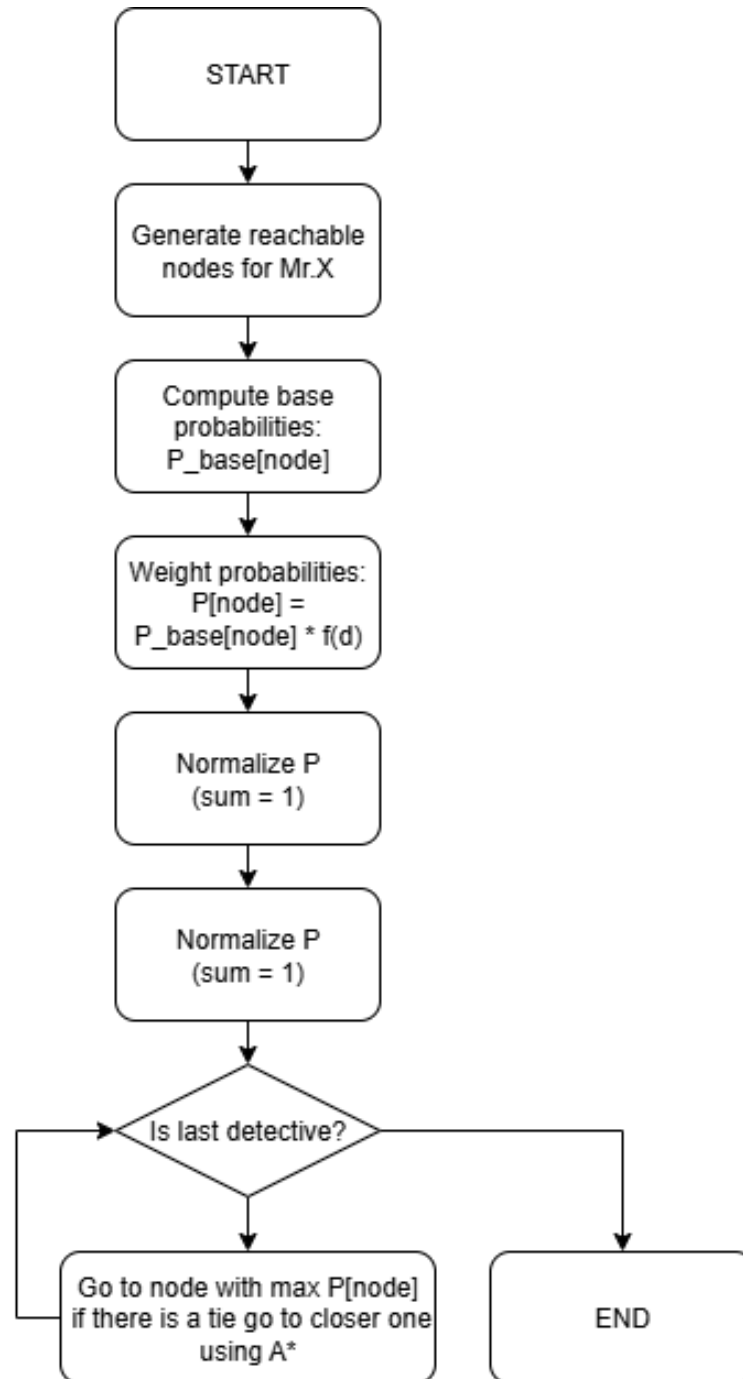 START
Generate reachable
nodes for Mr.X
Compute base
probabilities:
P_base[node]
Weight probabilities:
P[node] =
P_base[node] * f(d)
Normalize P
(sum = 1)
Normalize P
(sum = 1)
Is last detective?
Go to node with max P[node]
if there is a tie go to closer one
using A*
END